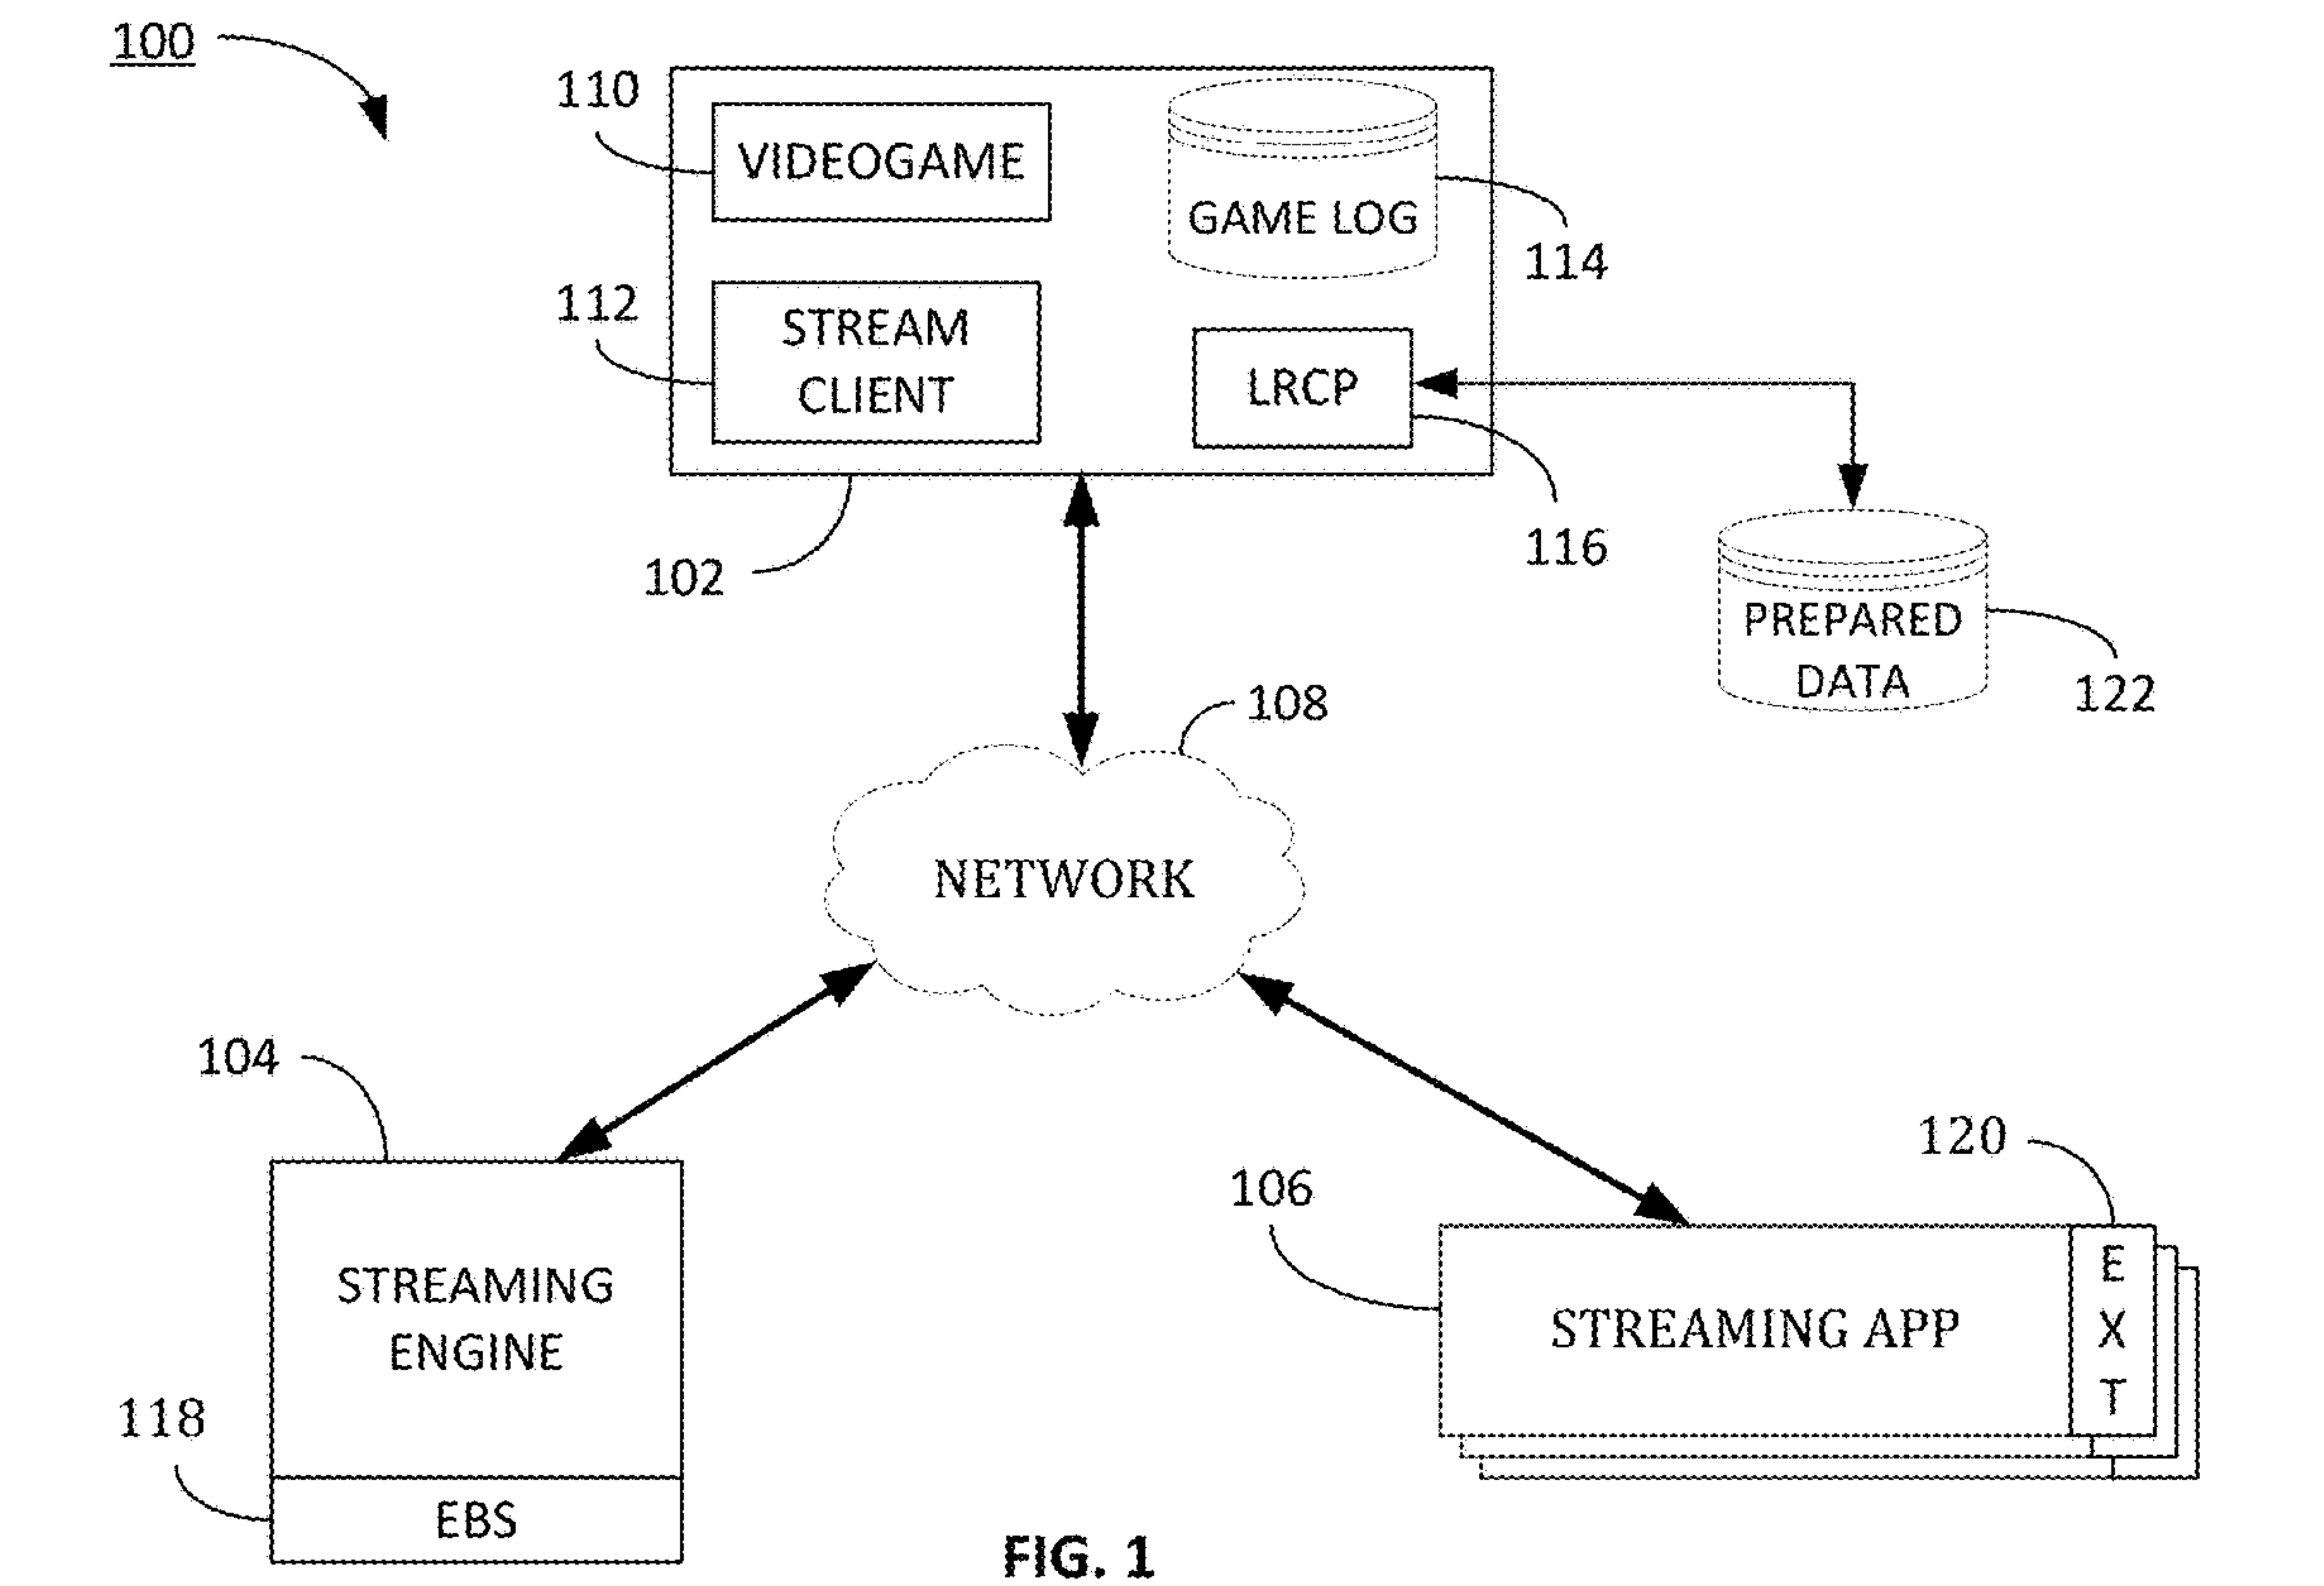 100
110
VIDEOGAME
GAME LOG
114
112
STREAM
CLIENT
LRCP
116
102
PREPARED
DATA
122
108
NETWORK
104
120
106
STREAMING
ENGINE
E
X
T
STREAMING APP
118
EBS
FIG. 1